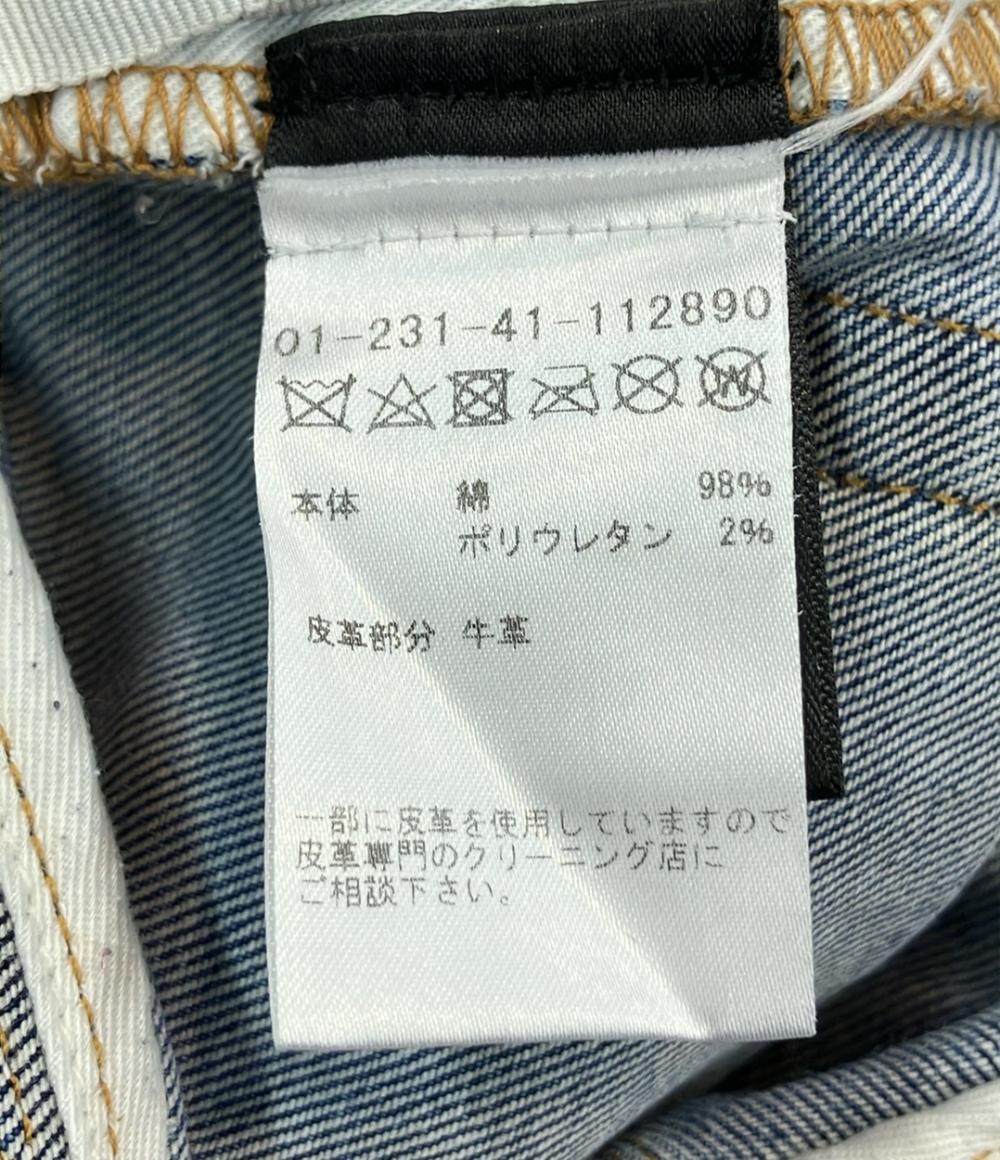 01-231-41-112890
W
本体 綿 98%
ポリウレタン 2%
皮革部分 牛革
一部に皮革を使用していますので
皮革専門のクリーニング店に
ご相談下さい。